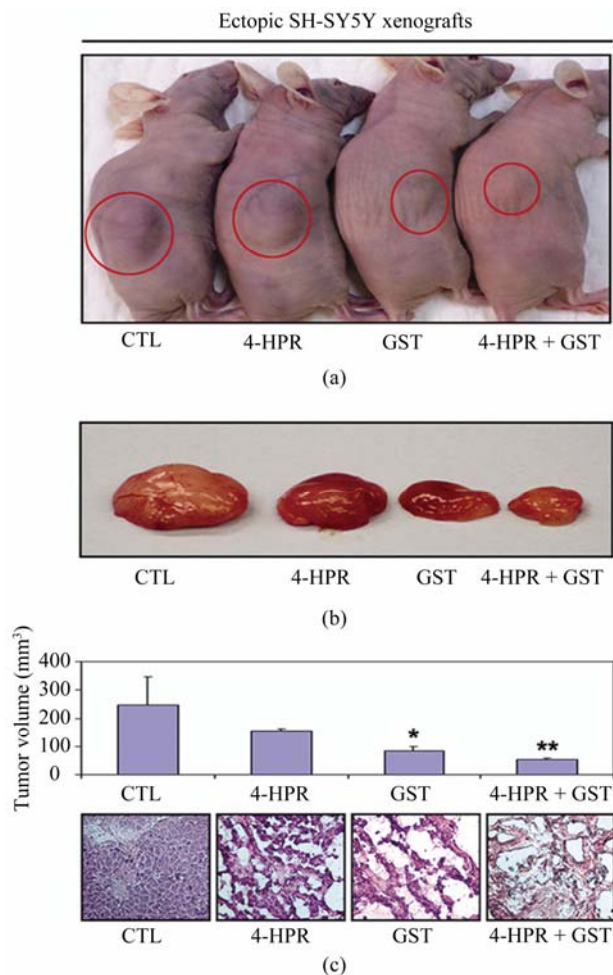 Ectopic SH-SY5Y xenografts
CTL 4-HPR GST 4-HPR + GST
(a)
CTL 4-HPR GST 4-HPR + GST
(b)
Tumor volume (mm³)
400
300
200
100
0
* **
CTL 4-HPR GST 4-HPR + GST
CTL 4-HPR GST 4-HPR + GST
(c)